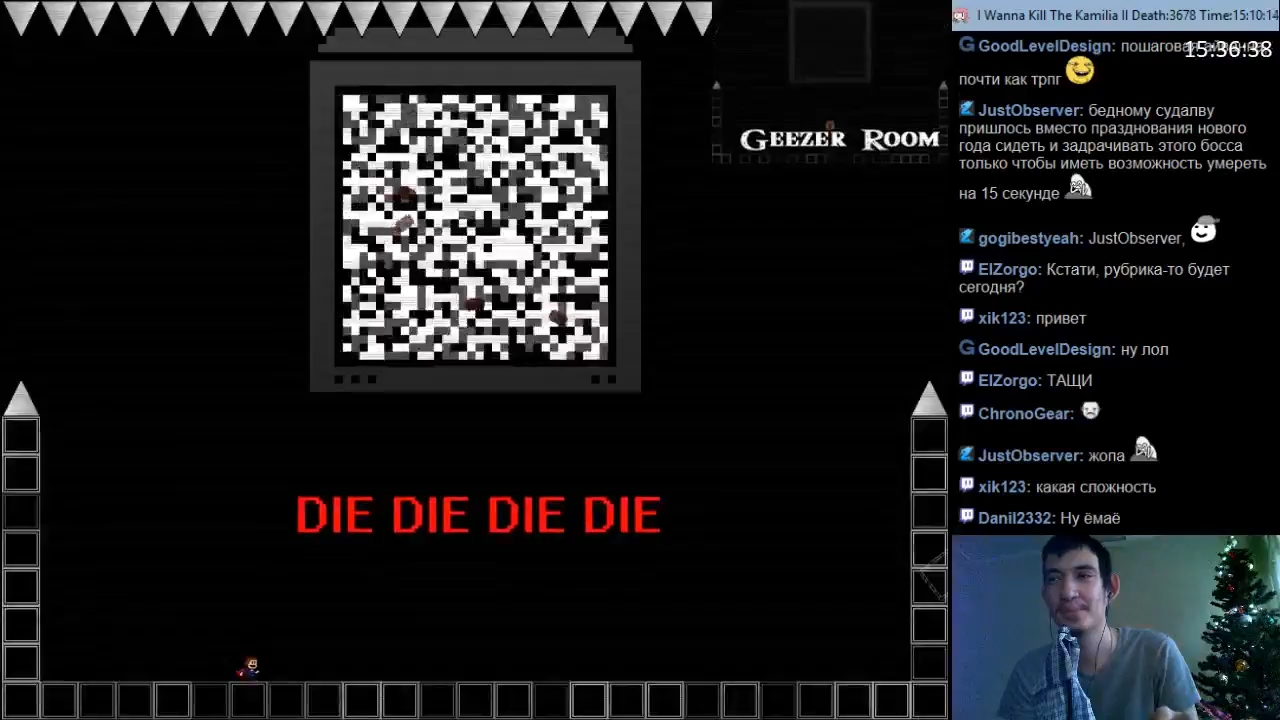 I Wanna Kill The Kamilia II Death:3678 Time:15:10:14
15:36:38
GoodLevelDesign: пошаговая
почти как трпг
JustObserver: бедному судапву
пришлось вместо празднования нового
года сидеть и задрачивать этого босса
только чтобы иметь возможность умереть
на 15 секунде
gogibestyeah: JustObserver,
ElZorgo: Кстати, рубрика-то будет
сегодня?
xik123: привет
GoodLevelDesign: ну лол
ElZorgo: ТАЩИ
ChronoGear:
JustObserver: жопа
xik123: какая сложность
Danil2332: Ну ёмаё
GEEZER ROOM
DIE DIE DIE DIE